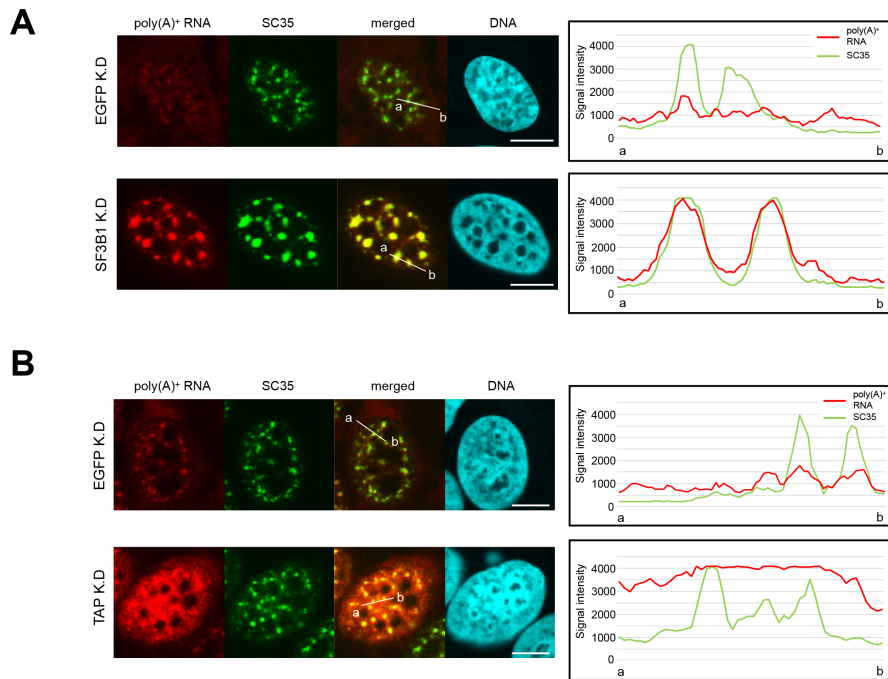 A
poly(A)⁺ RNA SC35 merged DNA
EGFP K.D
a
b
SF3B1 K.D
a
b
Signal intensity
4000
3000
2000
1000
0
a b
poly(A)⁺
RNA
SC35
Signal intensity
4000
3000
2000
1000
0
a b
B
poly(A)⁺ RNA SC35 merged DNA
EGFP K.D
a
b
TAP K.D
a
b
Signal intensity
4000
3000
2000
1000
0
a b
poly(A)⁺
RNA
SC35
Signal intensity
4000
3000
2000
1000
0
a b